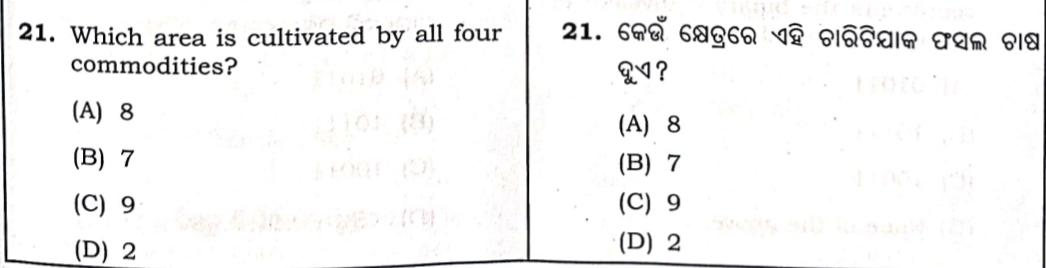 21. Which area is cultivated by all four
commodities?
(A) 8
(B) 7
(C) 9
(D) 2
21. କେଉଁ କ୍ଷେତ୍ରରେ ଏହି ଚାରିଟିଯାକ ଫସଲ ଚାଷ
ଦୁଏ?
(A) 8
(B) 7
(C) 9
(D) 2